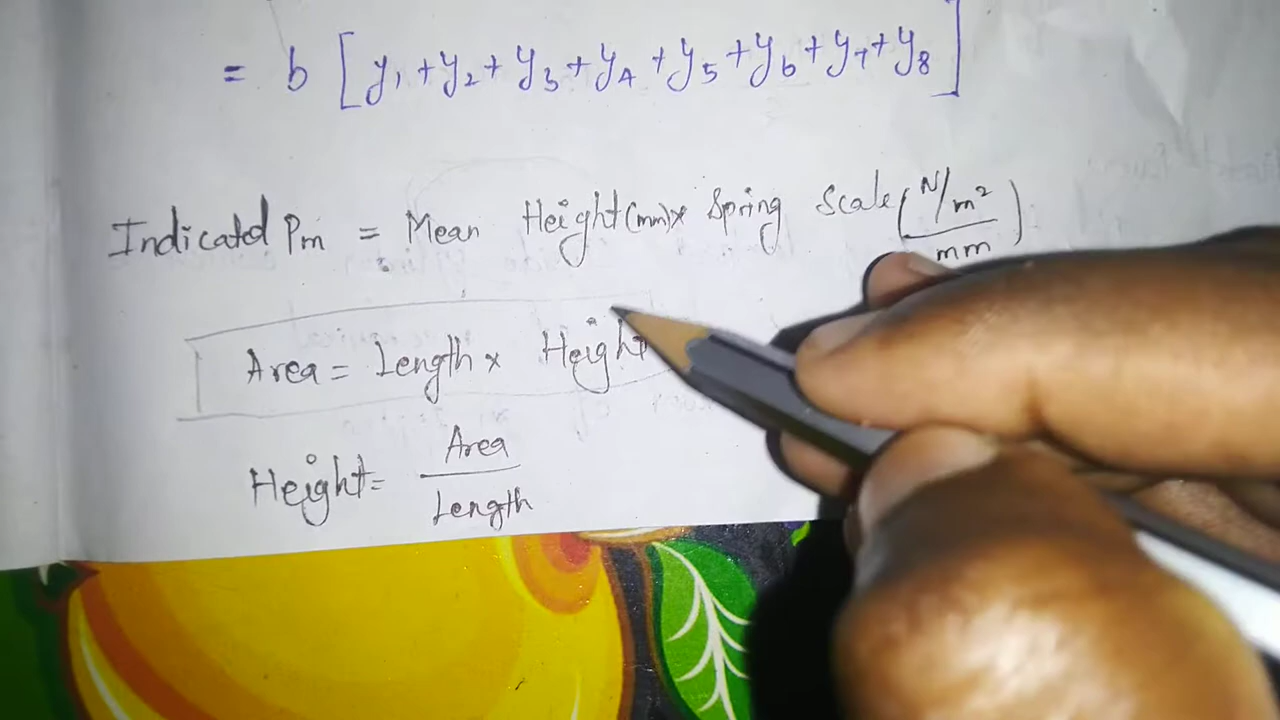 = b [y₁ + y₂ + y₃ + y₄ + y₅ + y₆ + y₇ + y₈]
Indicated Pm = Mean Height(mm) × Spring Scale (N/m² / mm)
Area = Length × Height
Height = Area / Length